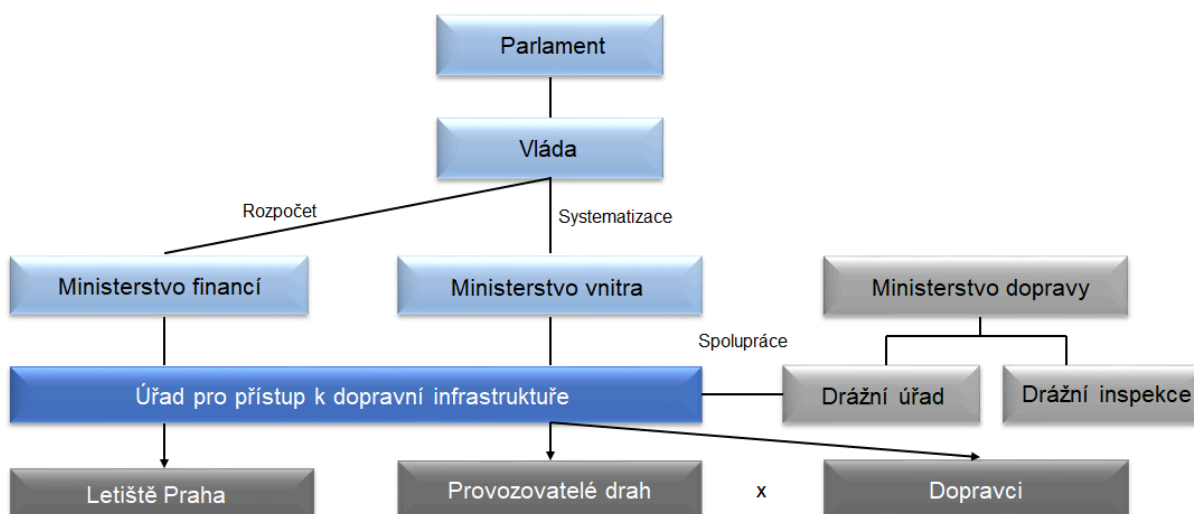 Parlament
Vláda
Rozpočet
Systematizace
Ministerstvo financí
Ministerstvo vnitra
Ministerstvo dopravy
Spolupráce
Úřad pro přístup k dopravní infrastruktuře
Drážní úřad
Drážní inspekce
Letiště Praha
Provozovatelé drah
x
Dopravci